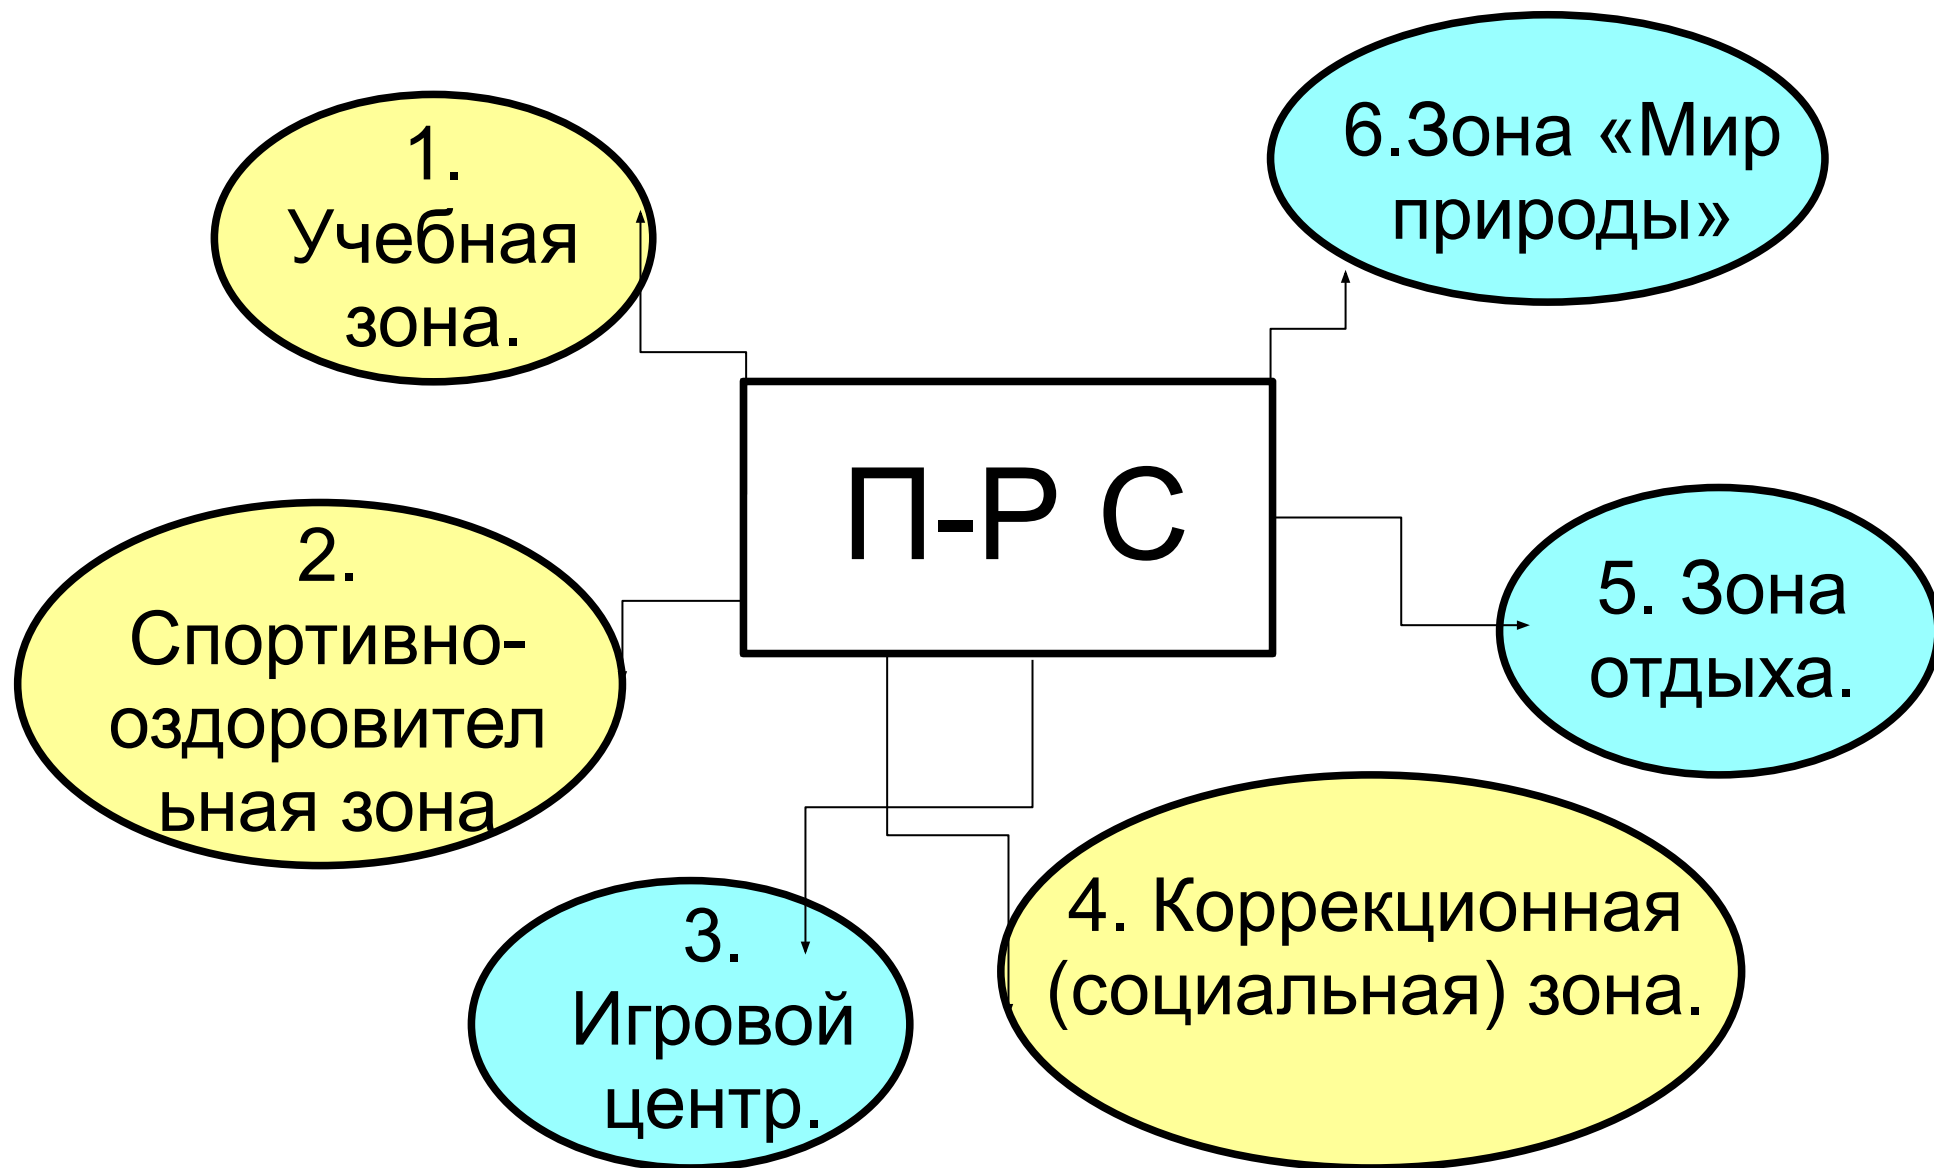 1.
Учебная
зона.
6.Зона «Мир
природы»
П-Р С
2.
Спортивно-
оздоровител
ьная зона
5. Зона
отдыха.
3.
Игровой
центр.
4. Коррекционная
(социальная) зона.